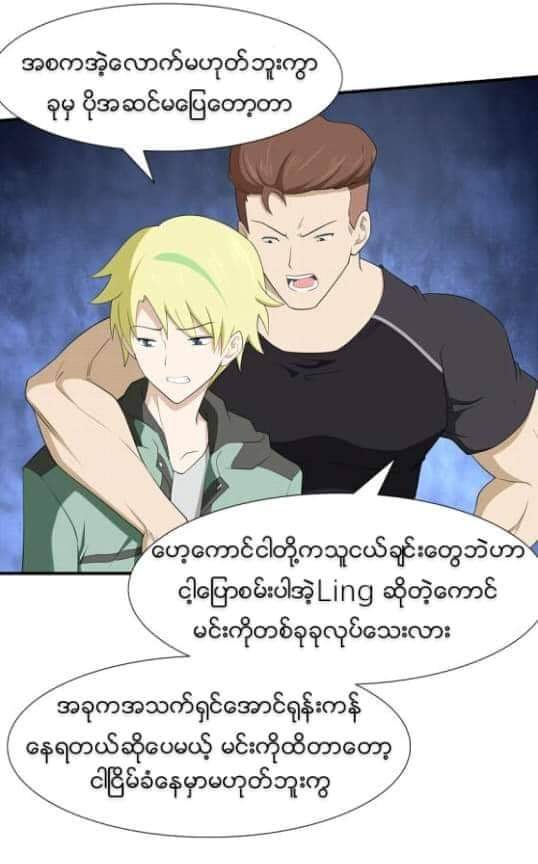 အစကအဲ့လောက်မဟုတ်ဘူးကွာ
ခုမှ ပိုအဆင်မပြေတော့တာ
ဟေ့ကောင်ငါတို့ကသူငယ်ချင်းတွေဘဲဟာ
ငါ့ပြောစမ်းပါအဲ့Ling ဆိုတဲ့ကောင်
မင်းကိုတစ်ခုခုလုပ်သေးလား
အခုကအသက်ရှင်အောင်ရုန်းကန်
နေရတယ်ဆိုပေမယ့် မင်းကိုထိတာတော့
ငါငြိမ်ခံနေမှာမဟုတ်ဘူးကွ